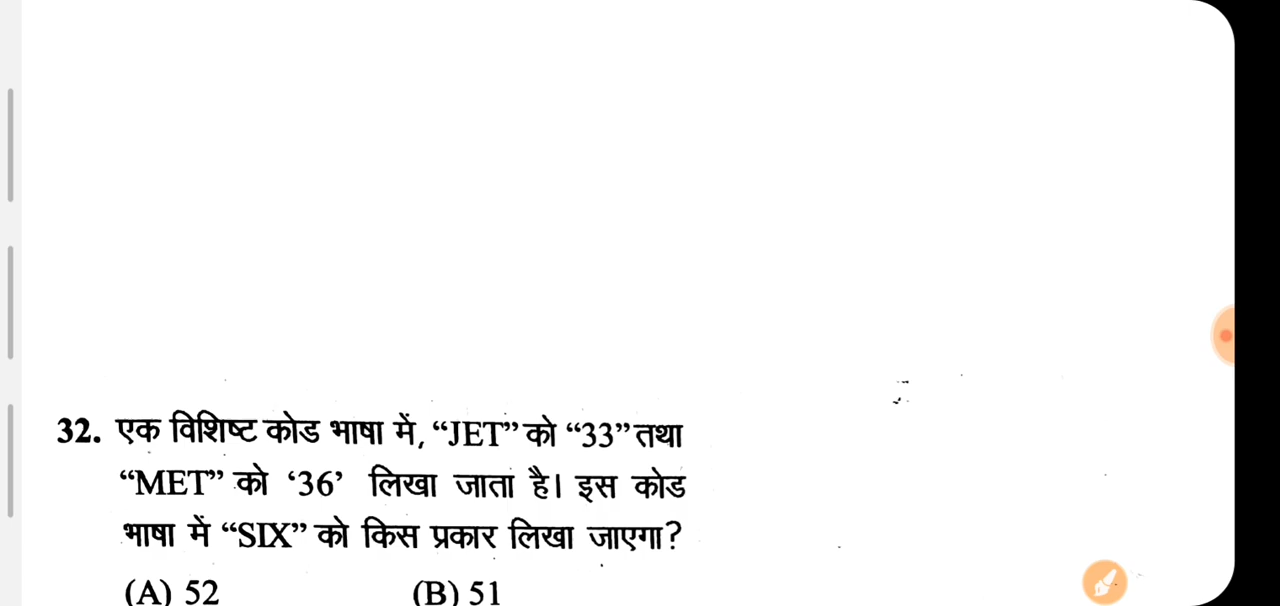 32. एक विशिष्ट कोड भाषा में, “JET” को “33” तथा
“MET” को ‘36’ लिखा जाता है। इस कोड
भाषा में “SIX” को किस प्रकार लिखा जाएगा?
(A) 52 (B) 51